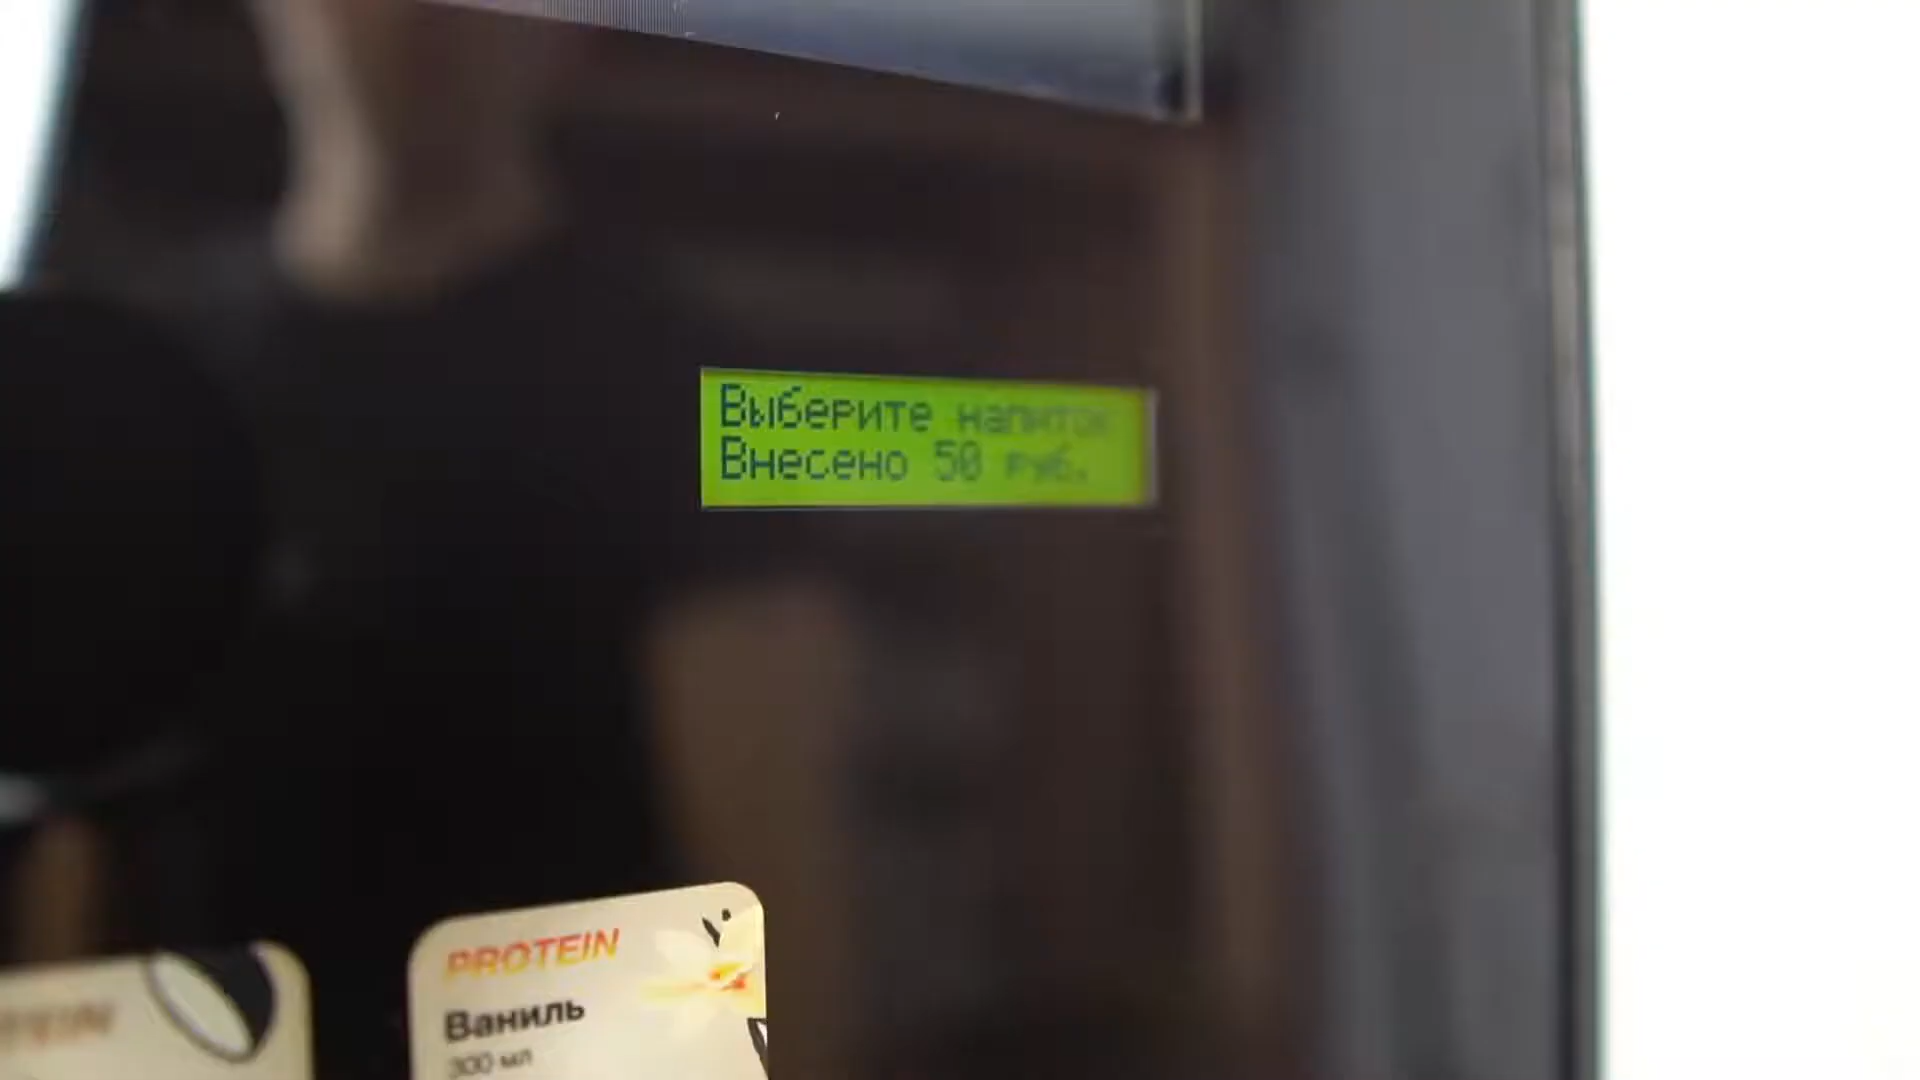 Выберите напиток
Внесено 50 руб.
PROTEIN
Ваниль
300 мл